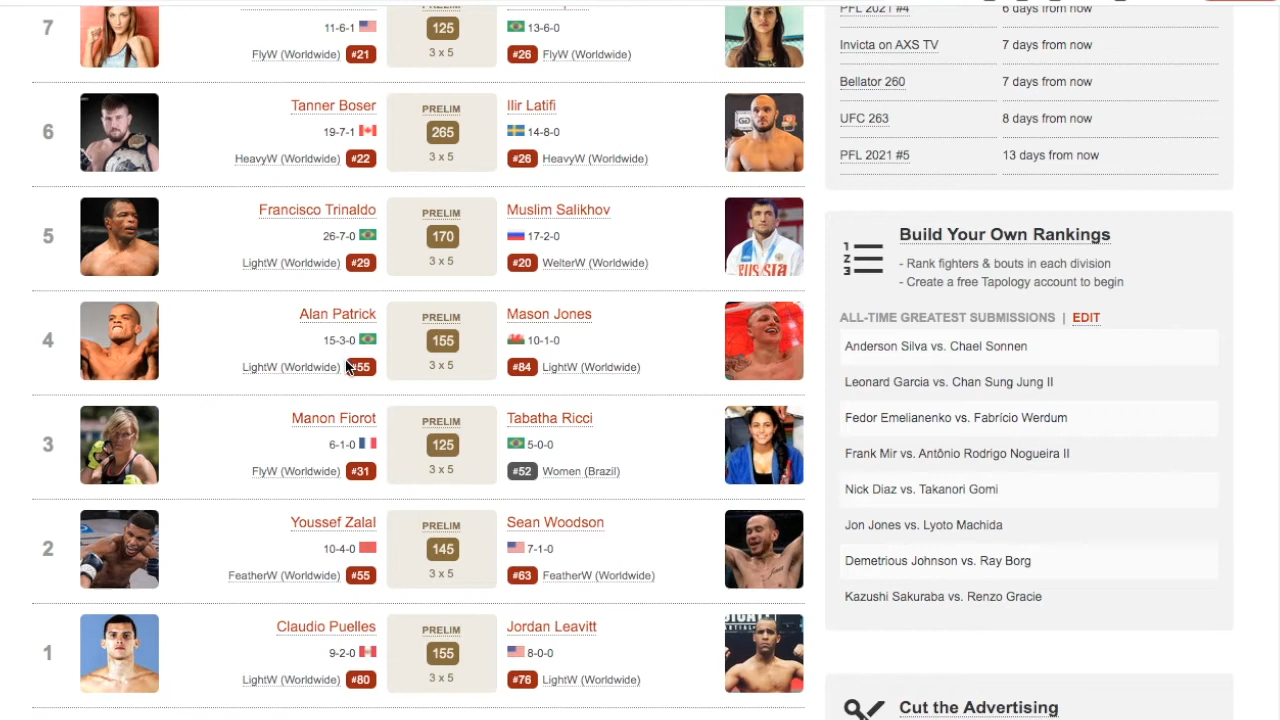 7
11-6-1
FlyW (Worldwide) #21
125
3 x 5
13-6-0
#26 FlyW (Worldwide)
6
Tanner Boser
19-7-1
HeavyW (Worldwide) #22
PRELIM
265
3 x 5
Ilir Latifi
14-8-0
#26 HeavyW (Worldwide)
5
Francisco Trinaldo
26-7-0
LightW (Worldwide) #29
PRELIM
170
3 x 5
Muslim Salikhov
17-2-0
#20 WelterW (Worldwide)
4
Alan Patrick
15-3-0
LightW (Worldwide) #55
PRELIM
155
3 x 5
Mason Jones
10-1-0
#84 LightW (Worldwide)
3
Manon Fiorot
6-1-0
FlyW (Worldwide) #31
PRELIM
125
3 x 5
Tabatha Ricci
5-0-0
#52 Women (Brazil)
2
Youssef Zalal
10-4-0
FeatherW (Worldwide) #55
PRELIM
145
3 x 5
Sean Woodson
7-1-0
#63 FeatherW (Worldwide)
1
Claudio Puelles
9-2-0
LightW (Worldwide) #80
PRELIM
155
3 x 5
Jordan Leavitt
8-0-0
#76 LightW (Worldwide)
PFL 2021 #4 6 days from now
Invicta on AXS TV 7 days from now
Bellator 260 7 days from now
UFC 263 8 days from now
PFL 2021 #5 13 days from now
Build Your Own Rankings
- Rank fighters & bouts in each division
- Create a free Tapology account to begin
ALL-TIME GREATEST SUBMISSIONS | EDIT
Anderson Silva vs. Chael Sonnen
Leonard Garcia vs. Chan Sung Jung II
Fedor Emelianenko vs. Fabrício Werdum
Frank Mir vs. Antônio Rodrigo Nogueira II
Nick Diaz vs. Takanori Gomi
Jon Jones vs. Lyoto Machida
Demetrious Johnson vs. Ray Borg
Kazushi Sakuraba vs. Renzo Gracie
Cut the Advertising